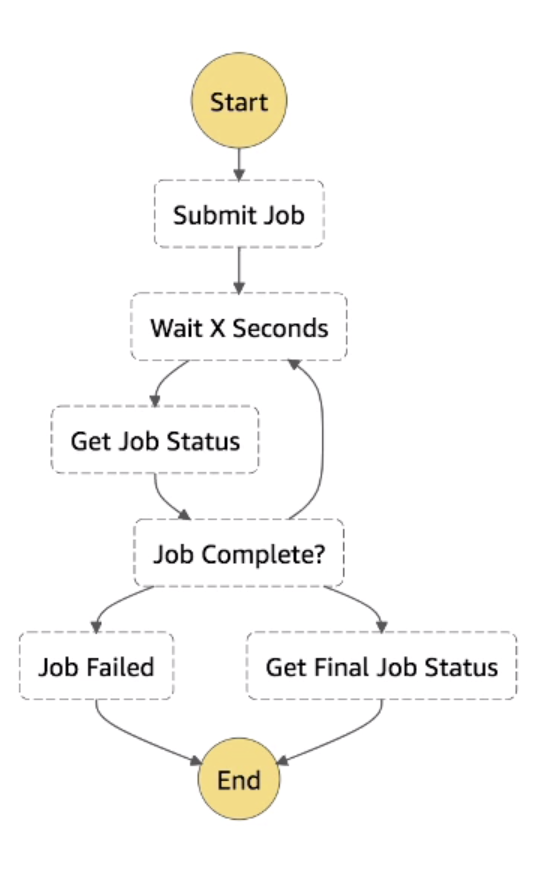 Start
Submit Job
Wait X Seconds
Get Job Status
Job Complete?
Job Failed
Get Final Job Status
End